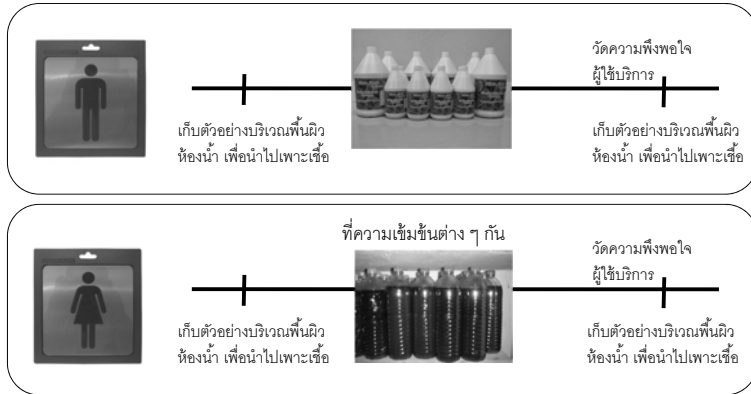 วัดความพึงพอใจ
ผู้ใช้บริการ
เก็บตัวอย่างบริเวณพื้นผิว
ห้องน้ำ เพื่อนำไปเพาะเชื้อ
เก็บตัวอย่างบริเวณพื้นผิว
ห้องน้ำ เพื่อนำไปเพาะเชื้อ
ที่ความเข้มข้นต่าง ๆ กัน
วัดความพึงพอใจ
ผู้ใช้บริการ
เก็บตัวอย่างบริเวณพื้นผิว
ห้องน้ำ เพื่อนำไปเพาะเชื้อ
เก็บตัวอย่างบริเวณพื้นผิว
ห้องน้ำ เพื่อนำไปเพาะเชื้อ